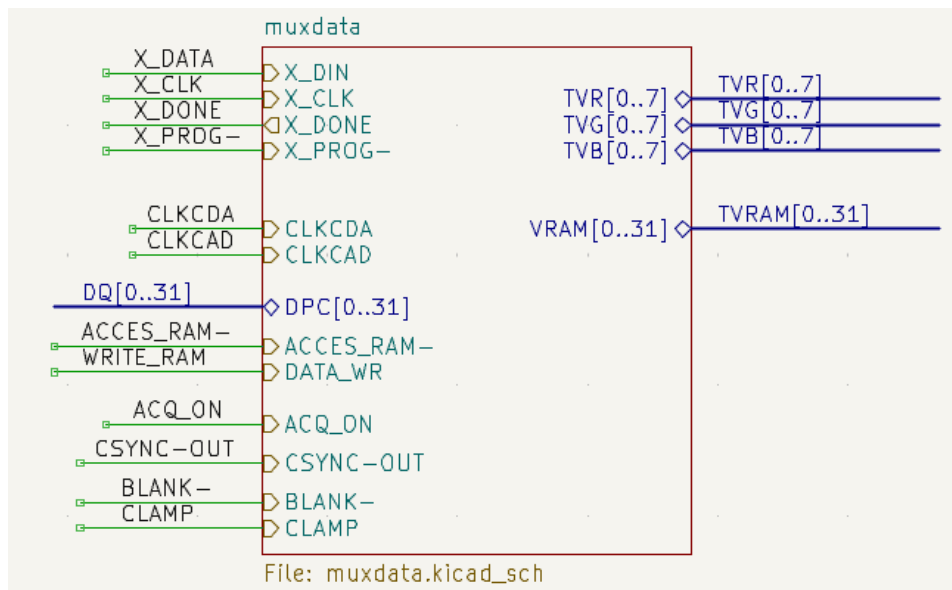 muxdata
X_DATA
X_DIN
X_CLK
X_CLK
X_DONE
X_DONE
X_PROG-
X_PROG-
TVR[0..7]
TVR[0..7]
TVG[0..7]
TVG[0..7]
TVB[0..7]
TVB[0..7]
CLKCDA
CLKCDA
CLKCAD
CLKCAD
VRAM[0..31]
TVRAM[0..31]
DQ[0..31]
DPC[0..31]
ACCES_RAM-
ACCES_RAM-
WRITE_RAM
DATA_WR
ACQ_ON
ACQ_ON
CSYNC-OUT
CSYNC-OUT
BLANK-
BLANK-
CLAMP
CLAMP
File: muxdata.kicad_sch